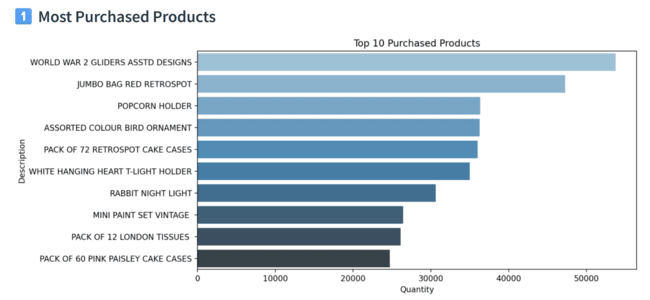 1 Most Purchased Products
Top 10 Purchased Products
WORLD WAR 2 GLIDERS ASSTD DESIGNS
JUMBO BAG RED RETROSPOT
POPCORN HOLDER
ASSORTED COLOUR BIRD ORNAMENT
PACK OF 72 RETROSPOT CAKE CASES
WHITE HANGING HEART T-LIGHT HOLDER
RABBIT NIGHT LIGHT
MINI PAINT SET VINTAGE
PACK OF 12 LONDON TISSUES
PACK OF 60 PINK PAISLEY CAKE CASES
Description
0 10000 20000 30000 40000 50000
Quantity